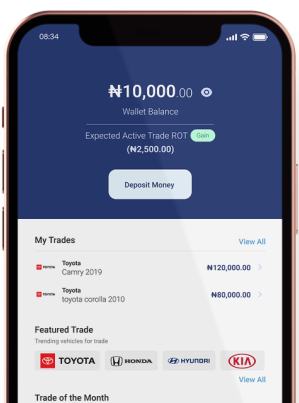 08:34
₦10,000.00
Wallet Balance
Expected Active Trade ROT Gain
(₦2,500.00)
Deposit Money
My Trades View All
Toyota
Camry 2019 ₦120,000.00
Toyota
toyota corolla 2010 ₦80,000.00
Featured Trade
Trending vehicles for trade
TOYOTA HONDA HYUNDAI KIA
View All
Trade of the Month